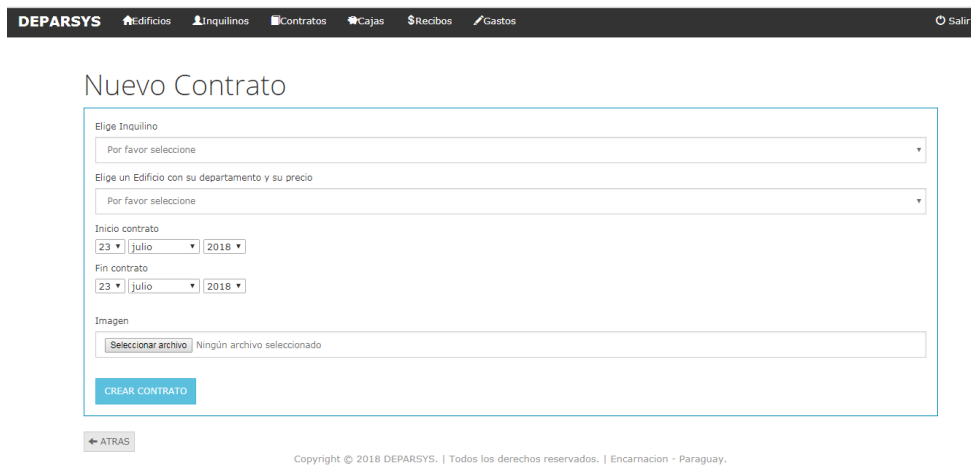 DEPARSYS Edificios Inquilinos Contratos Cajas $Recibos Gastos Salir
Nuevo Contrato
Elige Inquilino
Por favor seleccione
Elige un Edificio con su departamento y su precio
Por favor seleccione
Inicio contrato
23 julio 2018
Fin contrato
23 julio 2018
Imagen
Seleccionar archivo Ningún archivo seleccionado
CREAR CONTRATO
ATRAS
Copyright © 2018 DEPARSYS. | Todos los derechos reservados. | Encarnacion - Paraguay.